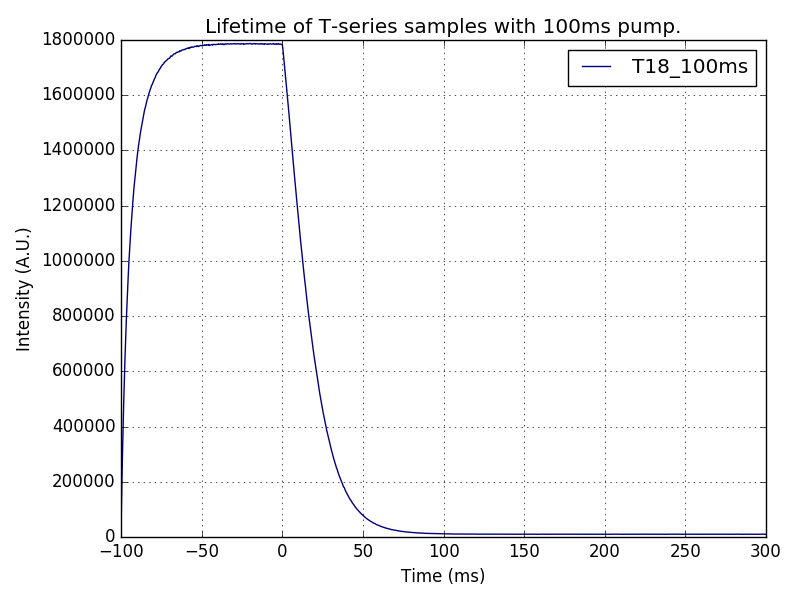 Lifetime of T-series samples with 100ms pump.
T18_100ms
Intensity (A.U.)
1800000
1600000
1400000
1200000
1000000
800000
600000
400000
200000
0
−100 −50 0 50 100 150 200 250 300
Time (ms)